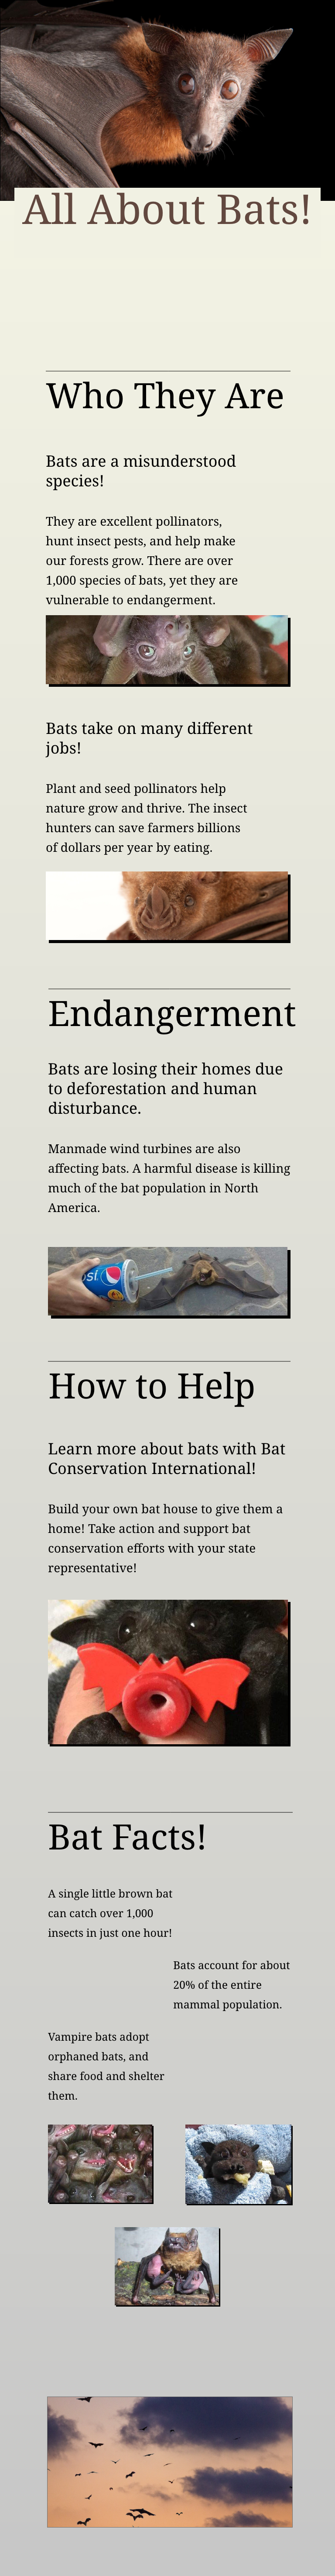 All About Bats!
Who They Are
Bats are a misunderstood
species!
They are excellent pollinators,
hunt insect pests, and help make
our forests grow. There are over
1,000 species of bats, yet they are
vulnerable to endangerment.
Bats take on many different
jobs!
Plant and seed pollinators help
nature grow and thrive. The insect
hunters can save farmers billions
of dollars per year by eating.
Endangerment
Bats are losing their homes due
to deforestation and human
disturbance.
Manmade wind turbines are also
affecting bats. A harmful disease is killing
much of the bat population in North
America.
si
How to Help
Learn more about bats with Bat
Conservation International!
Build your own bat house to give them a
home! Take action and support bat
conservation efforts with your state
representative!
Bat Facts!
A single little brown bat
can catch over 1,000
insects in just one hour!
Bats account for about
20% of the entire
mammal population.
Vampire bats adopt
orphaned bats, and
share food and shelter
them.